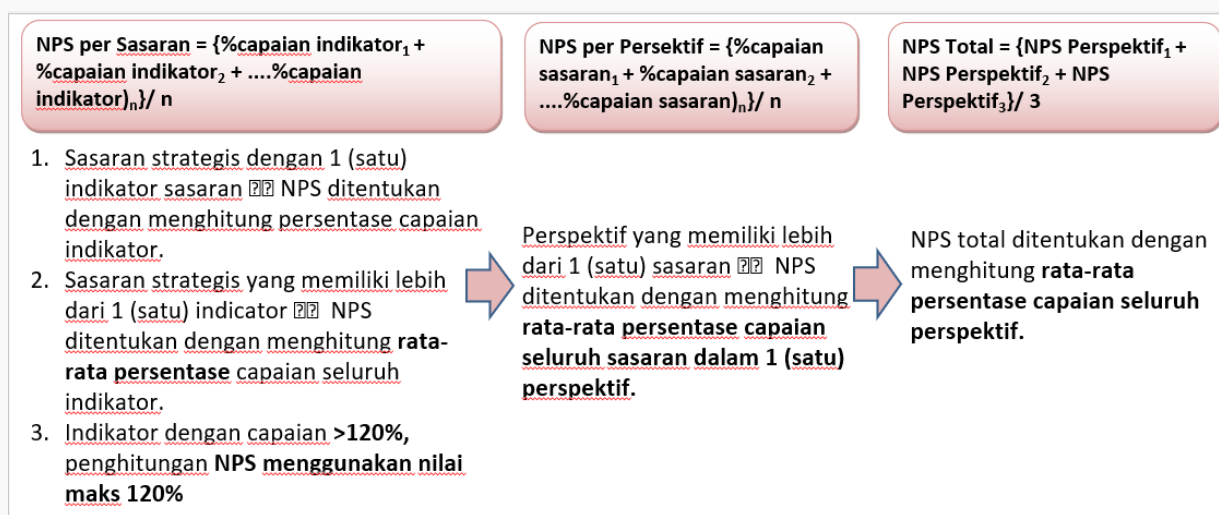 NPS per Sasaran = {%capaian indikator₁ +
%capaian indikator₂ + ....%capaian
indikator)ₙ}/ n
NPS per Persektif = {%capaian
sasaran₁ + %capaian sasaran₂ +
....%capaian sasaran)ₙ}/ n
NPS Total = {NPS Perspektif₁ +
NPS Perspektif₂ + NPS
Perspektif₃}/ 3
1. Sasaran strategis dengan 1 (satu)
indikator sasaran ⍰⍰ NPS ditentukan
dengan menghitung persentase capaian
indikator.
2. Sasaran strategis yang memiliki lebih
dari 1 (satu) indicator ⍰⍰ NPS
ditentukan dengan menghitung rata-
rata persentase capaian seluruh
indikator.
3. Indikator dengan capaian >120%,
penghitungan NPS menggunakan nilai
maks 120%
Perspektif yang memiliki lebih
dari 1 (satu) sasaran ⍰⍰ NPS
ditentukan dengan menghitung
rata-rata persentase capaian
seluruh sasaran dalam 1 (satu)
perspektif.
NPS total ditentukan dengan
menghitung rata-rata
persentase capaian seluruh
perspektif.